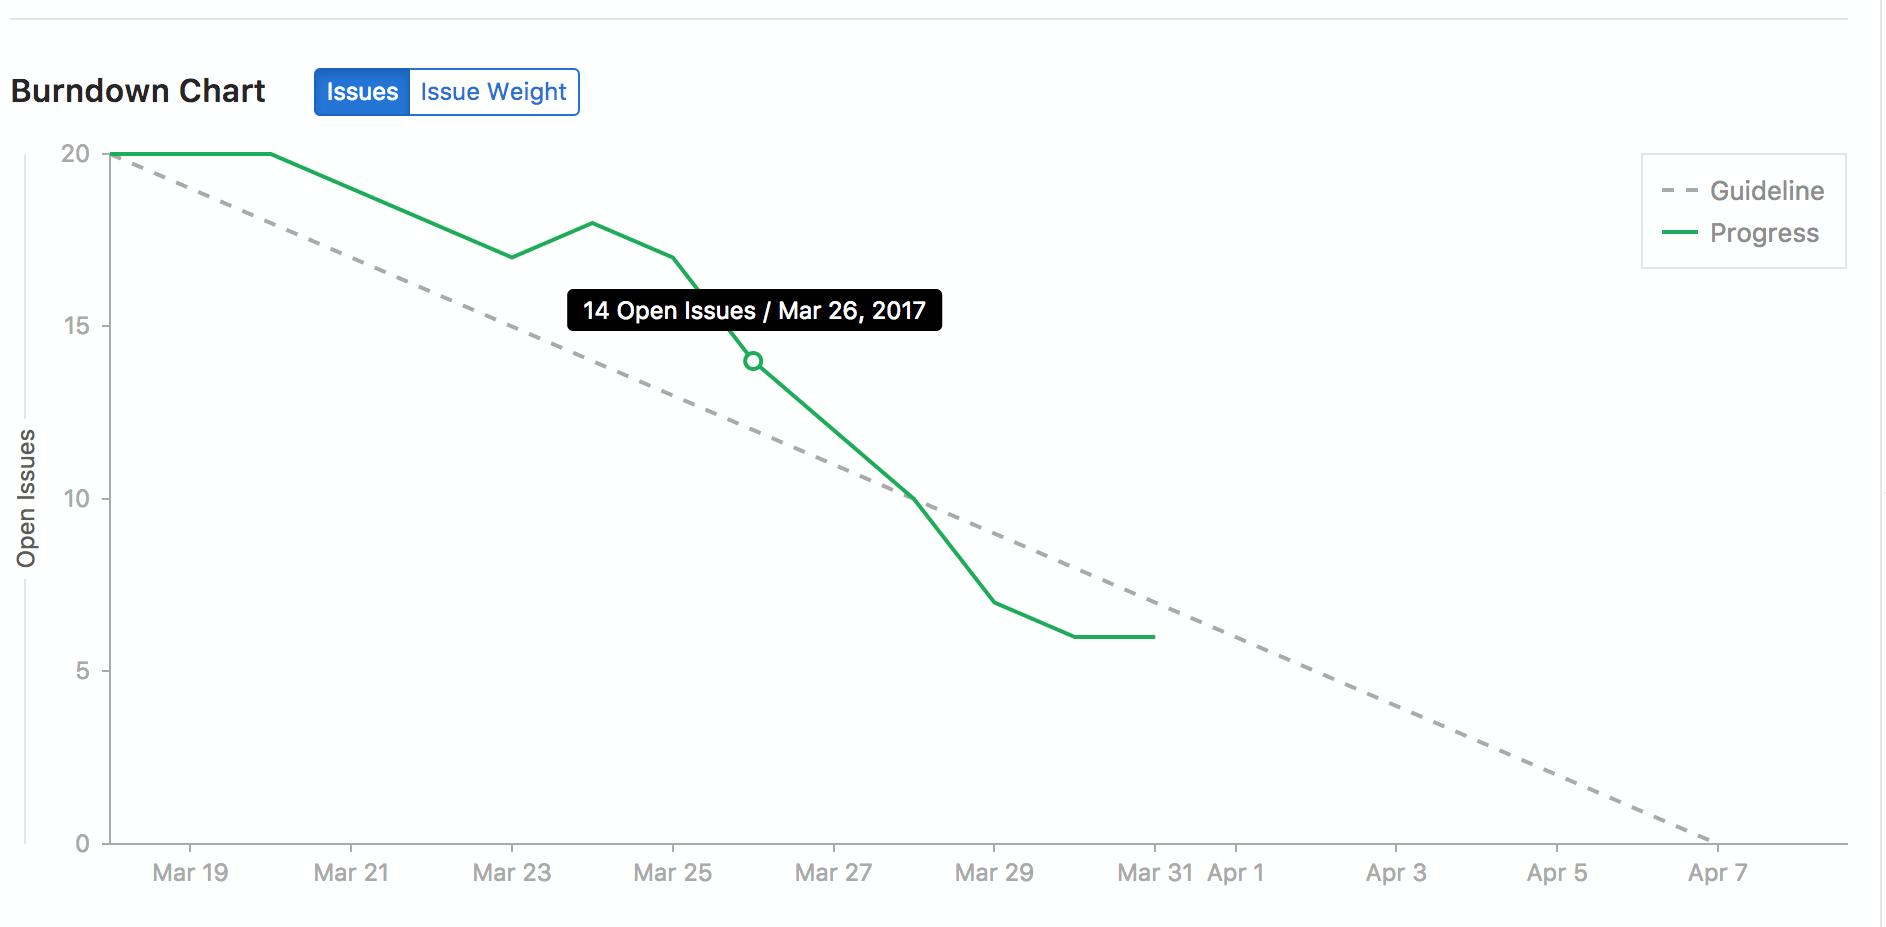 Burndown Chart
Issues
Issue Weight
20
15
10
5
0
Open Issues
Guideline
Progress
14 Open Issues / Mar 26, 2017
Mar 19
Mar 21
Mar 23
Mar 25
Mar 27
Mar 29
Mar 31
Apr 1
Apr 3
Apr 5
Apr 7